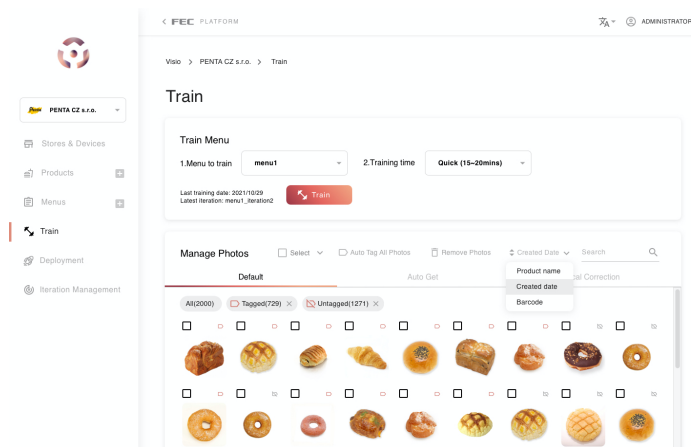 < FEC PLATFORM
ADMINISTRATOR
Visio > PENTA CZ s.r.o. > Train
Penta PENTA CZ s.r.o.
Train
Stores & Devices
Products
Menus
Train
Deployment
Iteration Management
Train Menu
1.Menu to train menu1 2.Training time Quick (15~20mins)
Last training date: 2021/10/29
Latest iteration: menu1_iteration2
Train
Manage Photos Select Auto Tag All Photos Remove Photos Created Date Search
Default Auto Get al Correction
Product name
Created date
Barcode
All(2000) Tagged(729) × Untagged(1271) ×